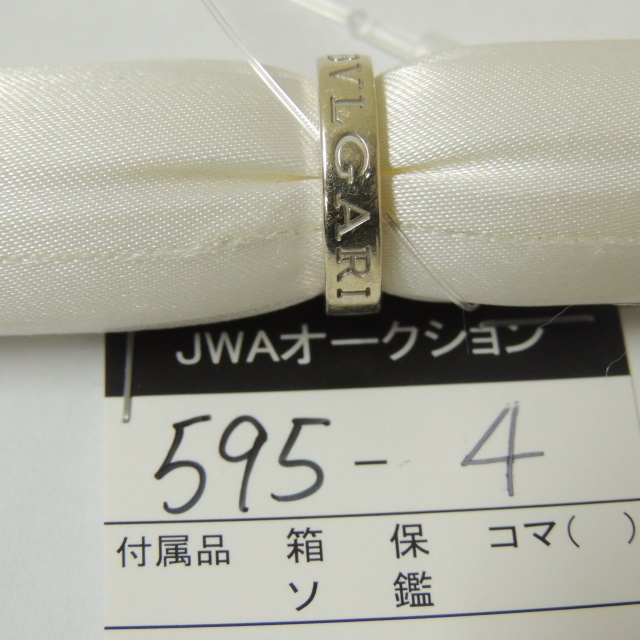 BVLGARI
JWAオークション
595-4
付属品 箱 保 コマ( )
ソ 鑑